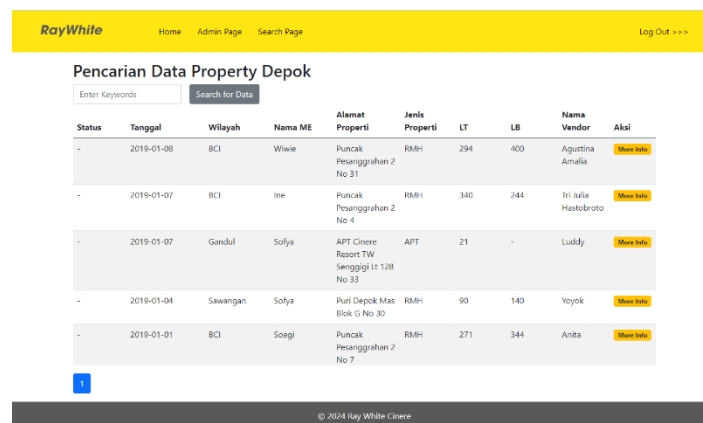 RayWhite Home Admin Page Search Page Log Out >>>
Pencarian Data Property Depok
Enter Keywords Search for Data
Status Tanggal Wilayah Nama ME Alamat Properti Jenis Properti LT LB Nama Vendor Aksi
- 2019-01-08 BCI Wiwie Puncak Pesanggrahan 2 No 31 RMH 294 400 Agustina Amalia More Info
- 2019-01-07 BCI Ine Puncak Pesanggrahan 2 No 4 RMH 340 244 Tri Julia Hastobroto More Info
- 2019-01-07 Gandul Sofya APT Cinere Resort TW Senggigi Lt 12B No 33 APT 21 - Luddy More Info
- 2019-01-04 Sawangan Sofya Puri Depok Mas Blok G No 30 RMH 90 140 Yoyok More Info
- 2019-01-01 BCI Soegi Puncak Pesanggrahan 2 No 7 RMH 271 344 Anita More Info
1
© 2024 Ray White Cinere